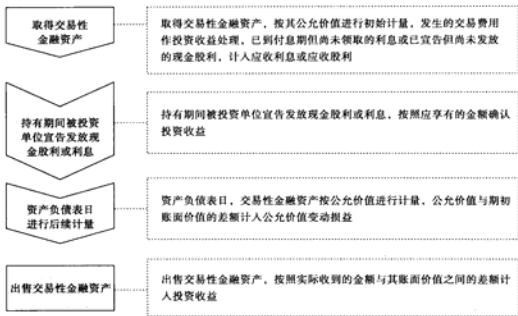 取得交易性
金融资产
取得交易性金融资产，按其公允价值进行初始计量，发生的交易费用
作投资收益处理，已到付息期但尚未领取的利息或已宣告但尚未发放
的现金股利，计入应收利息或应收股利
持有期间被投资
单位宣告发放现
金股利或利息
持有期间被投资单位宣告发放现金股利或利息，按照应享有的金额确认
投资收益
资产负债表日
进行后续计量
资产负债表日，交易性金融资产按公允价值进行计量，公允价值与期初
账面价值的差额计入公允价值变动损益
出售交易性金融资产
出售交易性金融资产，按照实际收到的金额与其账面价值之间的差额计
入投资收益